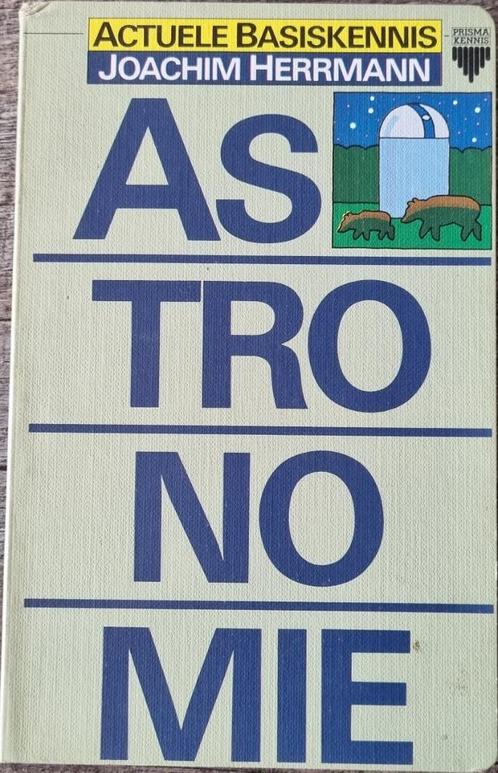 ACTUELE BASISKENNIS
PRISMA
KENNIS
JOACHIM HERRMANN
AS
TRO
NO
MIE